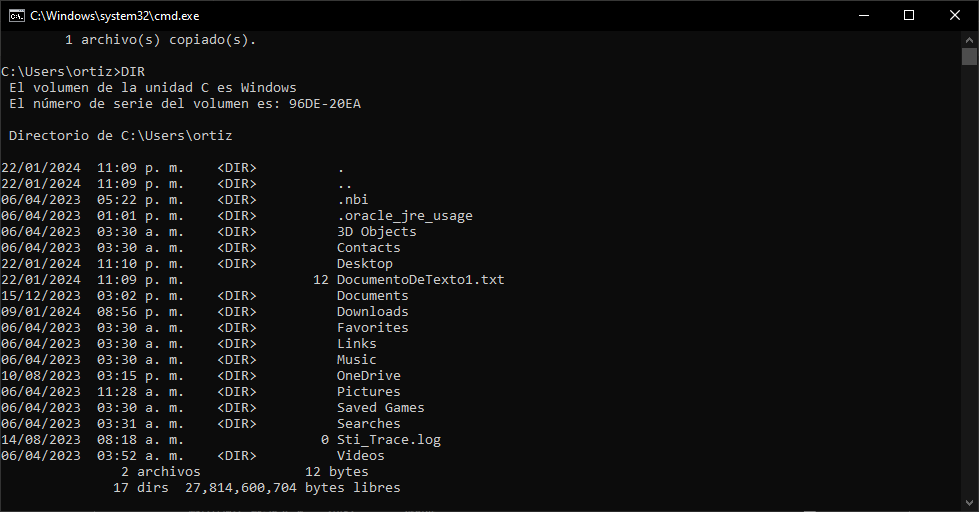 C:\Windows\system32\cmd.exe
1 archivo(s) copiado(s).
C:\Users\ortiz>DIR
El volumen de la unidad C es Windows
El número de serie del volumen es: 96DE-20EA
Directorio de C:\Users\ortiz
22/01/2024  11:09 p. m.    <DIR>          .
22/01/2024  11:09 p. m.    <DIR>          ..
06/04/2023  05:22 p. m.    <DIR>          .nbi
06/04/2023  01:01 p. m.    <DIR>          .oracle_jre_usage
06/04/2023  03:30 a. m.    <DIR>          3D Objects
06/04/2023  03:30 a. m.    <DIR>          Contacts
22/01/2024  11:10 p. m.    <DIR>          Desktop
22/01/2024  11:09 p. m.                12 DocumentoDeTexto1.txt
15/12/2023  03:02 p. m.    <DIR>          Documents
09/01/2024  08:56 p. m.    <DIR>          Downloads
06/04/2023  03:30 a. m.    <DIR>          Favorites
06/04/2023  03:30 a. m.    <DIR>          Links
06/04/2023  03:30 a. m.    <DIR>          Music
10/08/2023  03:15 p. m.    <DIR>          OneDrive
06/04/2023  11:28 a. m.    <DIR>          Pictures
06/04/2023  03:30 a. m.    <DIR>          Saved Games
06/04/2023  03:31 a. m.    <DIR>          Searches
14/08/2023  08:18 a. m.                 0 Sti_Trace.log
06/04/2023  03:52 a. m.    <DIR>          Videos
2 archivos             12 bytes
17 dirs  27,814,600,704 bytes libres